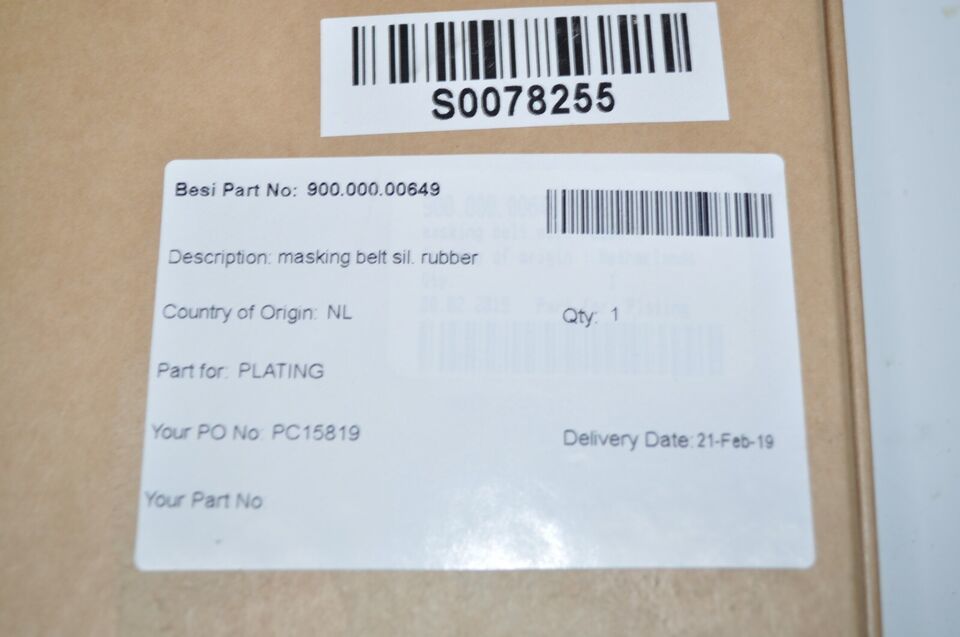 S0078255
Besi Part No: 900.000.00649
Description: masking belt sil. rubber
Country of Origin: NL
Qty: 1
Part for: PLATING
Your PO No: PC15819
Delivery Date: 21-Feb-19
Your Part No